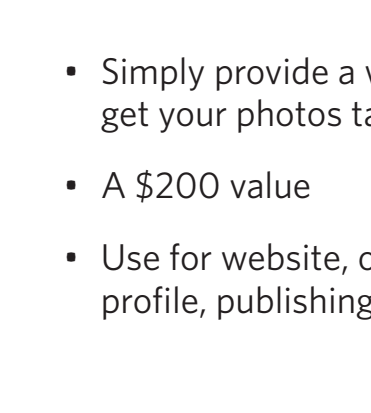 • Simply provide a
get your photos
• A $200 value
• Use for website,
profile, publishing